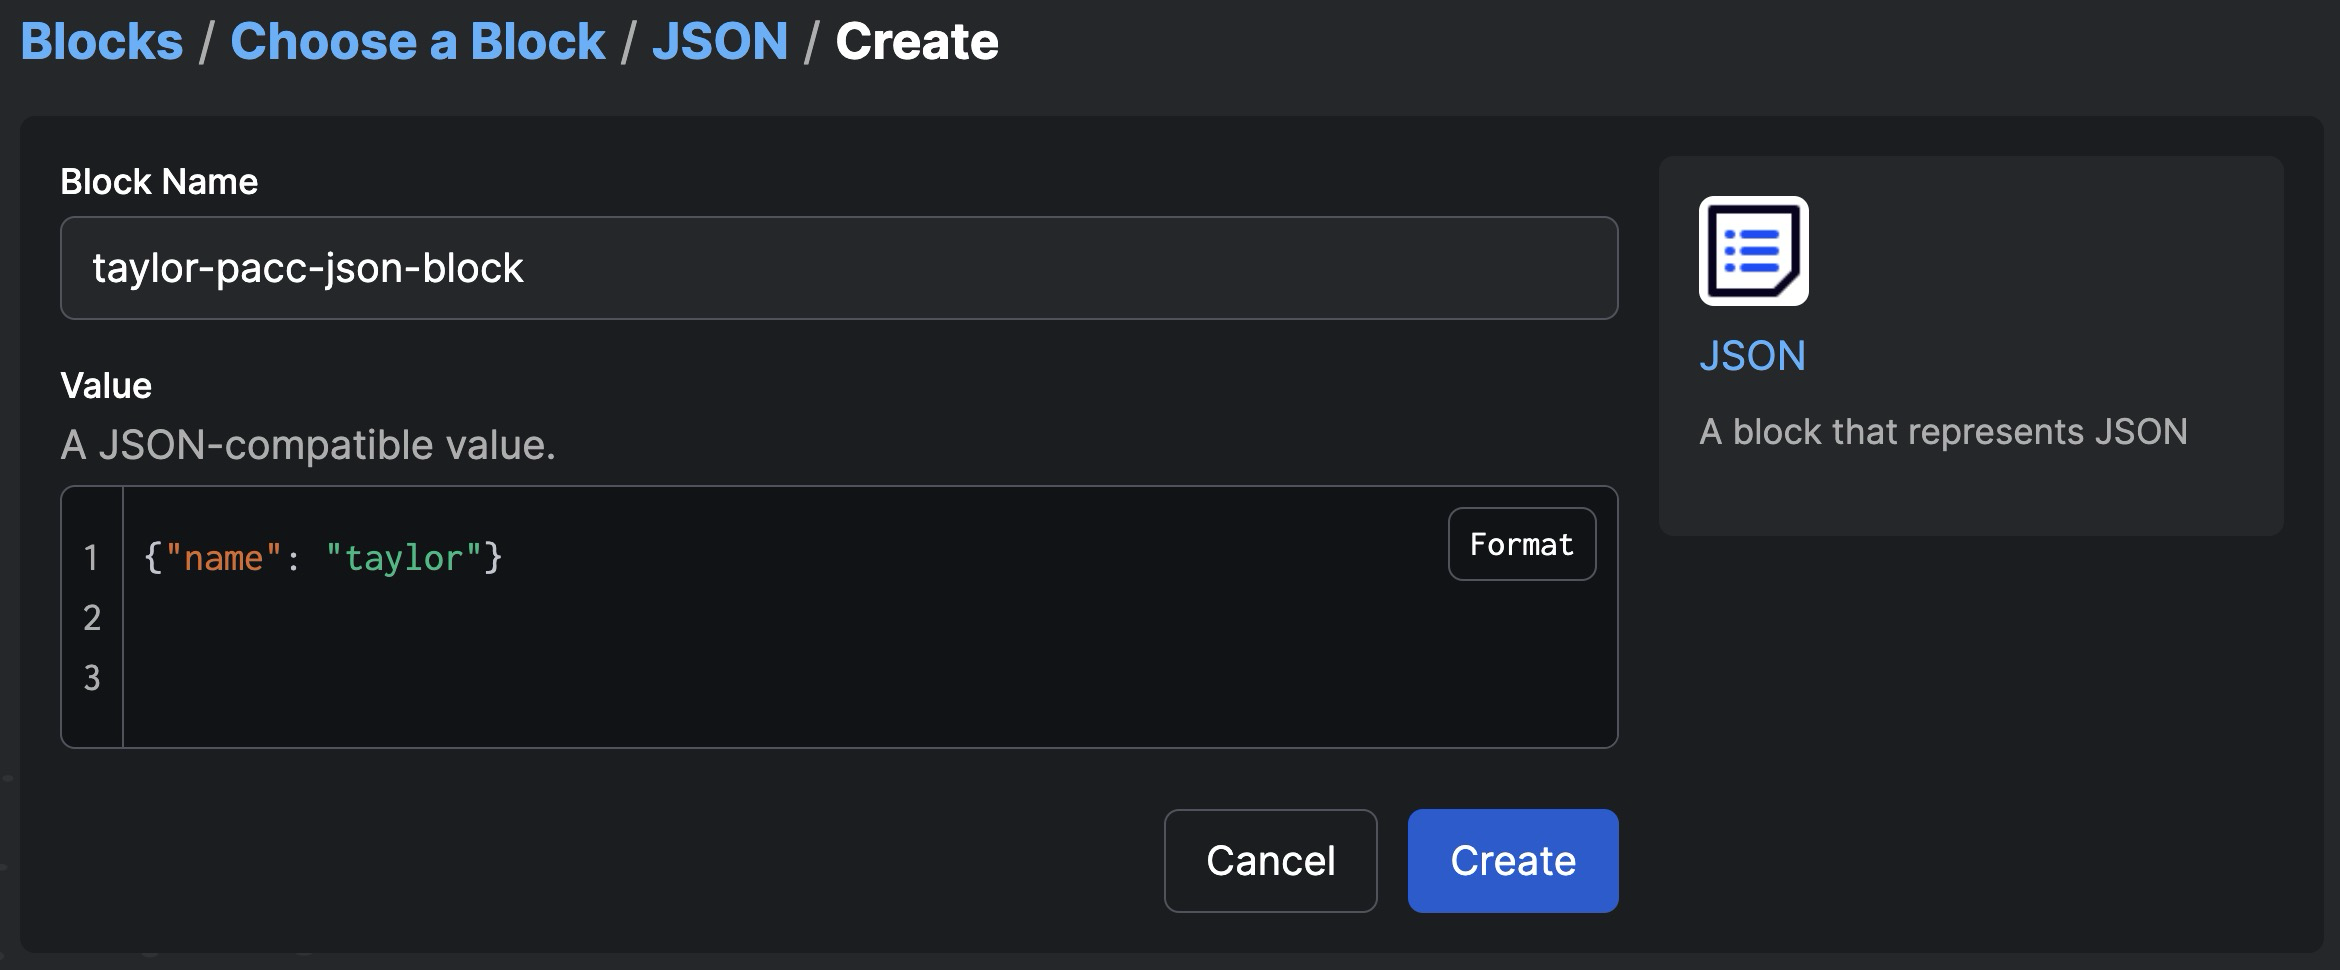 Blocks / Choose a Block / JSON / Create
Block Name
taylor-pacc-json-block
Value
A JSON-compatible value.
1 {"name": "taylor"}
2
3
Format
Cancel
Create
JSON
A block that represents JSON